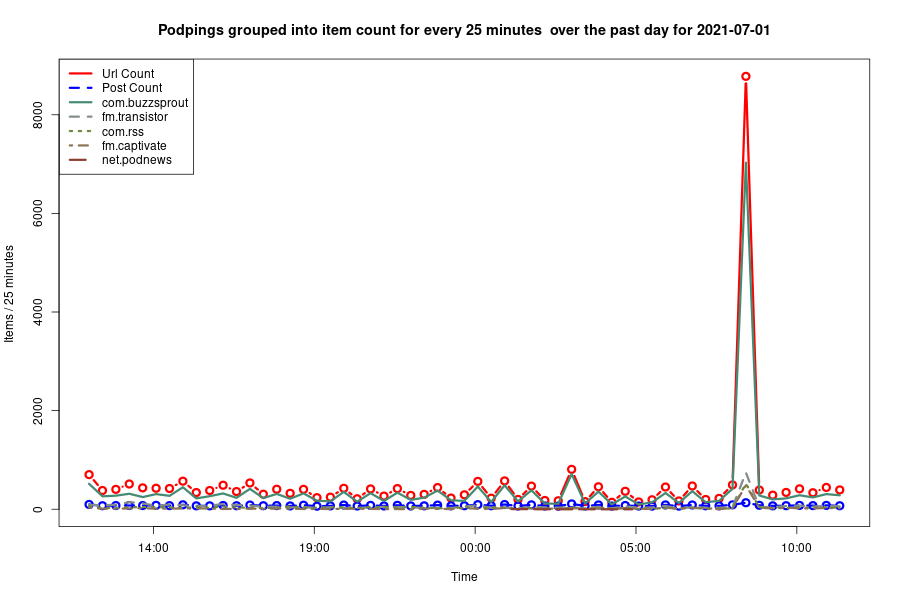 Podpings grouped into item count for every 25 minutes  over the past day for 2021-07-01
Url Count
Post Count
com.buzzsprout
fm.transistor
com.rss
fm.captivate
net.podnews
8000
6000
4000
2000
0
Items / 25 minutes
14:00
19:00
00:00
05:00
10:00
Time